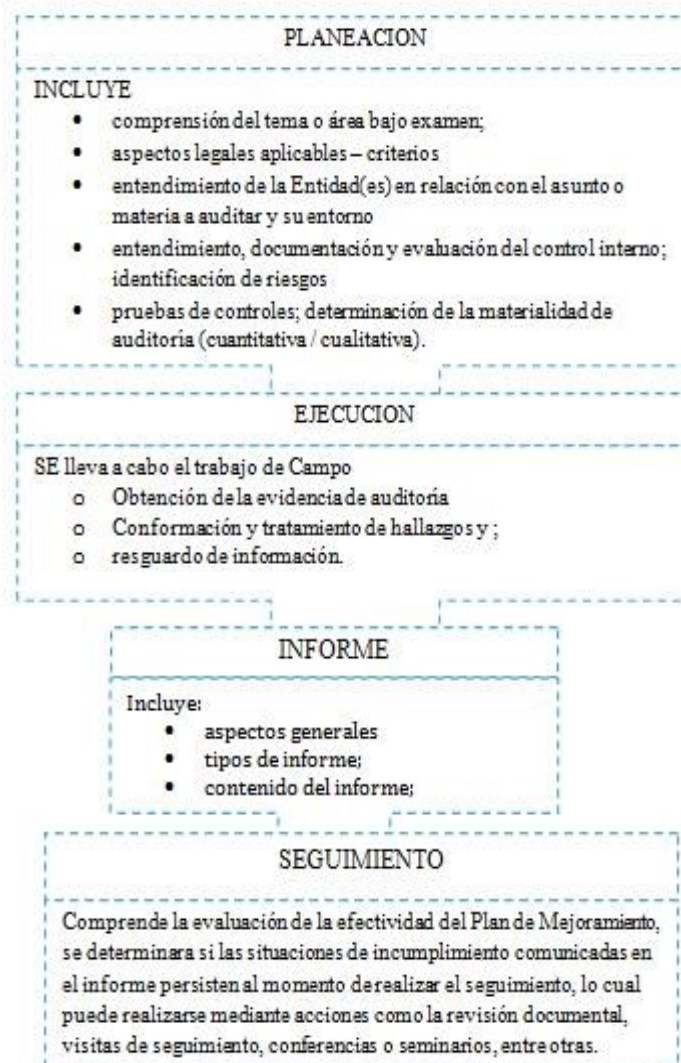 PLANEACION
INCLUYE
• comprensión del tema o área bajo examen;
• aspectos legales aplicables – criterios
• entendimiento de la Entidad(es) en relación con el asunto o
materia a auditar y su entorno
• entendimiento, documentación y evaluación del control interno;
identificación de riesgos
• pruebas de controles; determinación de la materialidad de
auditoría (cuantitativa / cualitativa).
EJECUCION
SE lleva a cabo el trabajo de Campo
o Obtención de la evidencia de auditoría
o Conformación y tratamiento de hallazgos y ;
o resguardo de información.
INFORME
Incluye:
• aspectos generales
• tipos de informe;
• contenido del informe;
SEGUIMIENTO
Comprende la evaluación de la efectividad del Plan de Mejoramiento,
se determinara si las situaciones de incumplimiento comunicadas en
el informe persisten al momento de realizar el seguimiento, lo cual
puede realizarse mediante acciones como la revisión documental,
visitas de seguimiento, conferencias o seminarios, entre otras.